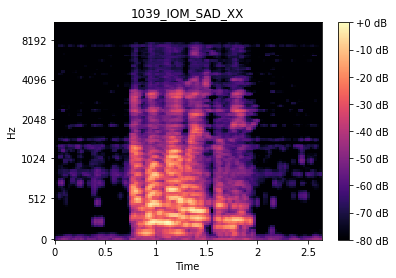 1039_IOM_SAD_XX
+0 dB
8192
-10 dB
4096
-20 dB
-30 dB
2048
Hz
-40 dB
1024
-50 dB
512
-60 dB
-70 dB
0
-80 dB
0 0.5 1 1.5 2 2.5
Time